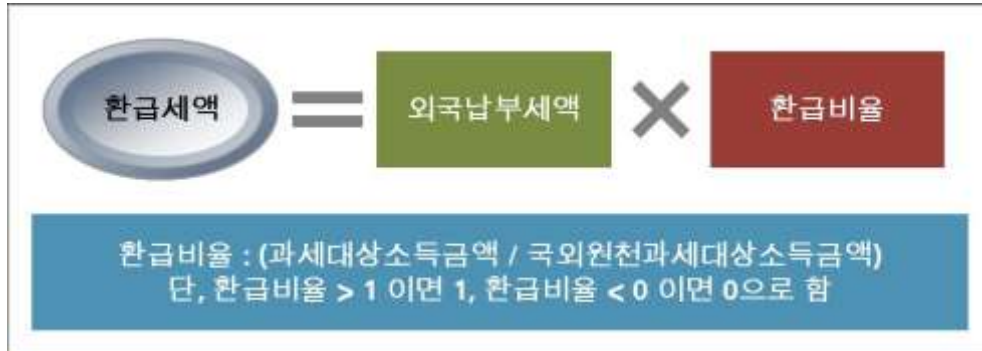 환급세액 = 외국납부세액 × 환급비율
환급비율 : (과세대상소득금액 / 국외원천과세대상소득금액)
단, 환급비율 > 1 이면 1, 환급비율 < 0 이면 0으로 함